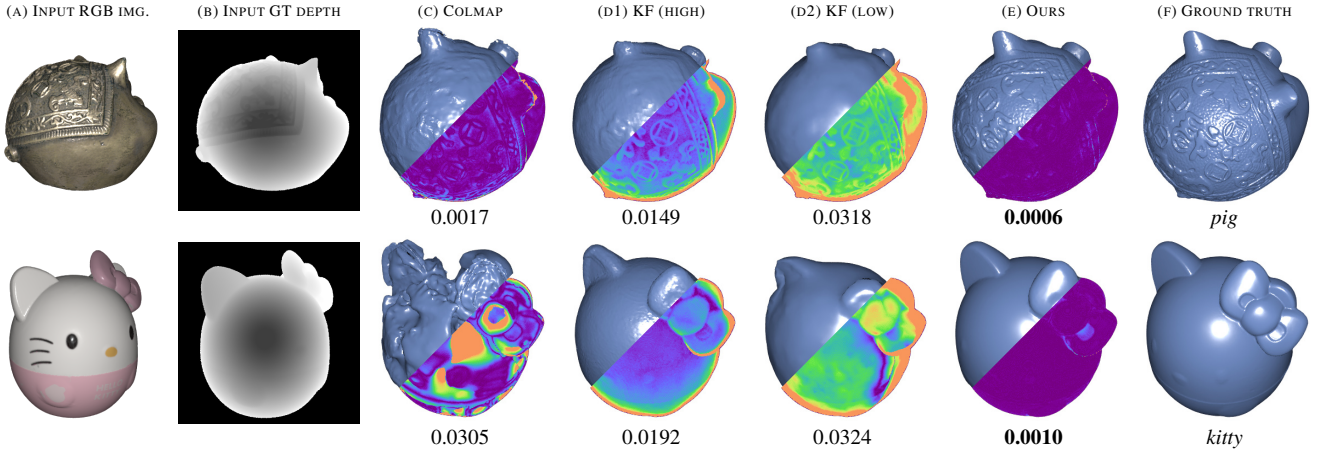 (A) INPUT RGB IMG. (B) INPUT GT DEPTH (C) COLMAP (D1) KF (HIGH) (D2) KF (LOW) (E) OURS (F) GROUND TRUTH
0.0017 0.0149 0.0318 0.0006 pig
0.0305 0.0192 0.0324 0.0010 kitty